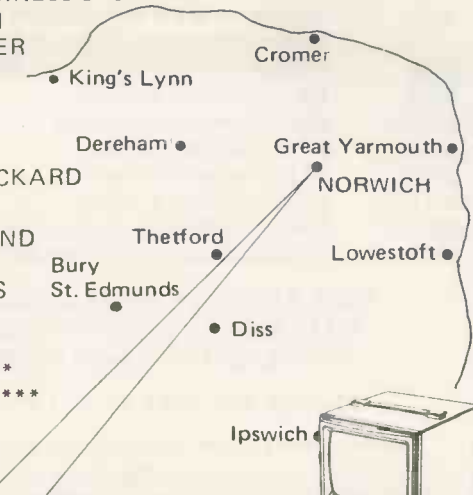 ER
Cromer
King's Lynn
Dereham
Great Yarmouth
CKARD
NORWICH
ND
Thetford
Lowestoft
Bury
St. Edmunds
S
Diss
*
***
Ipswich